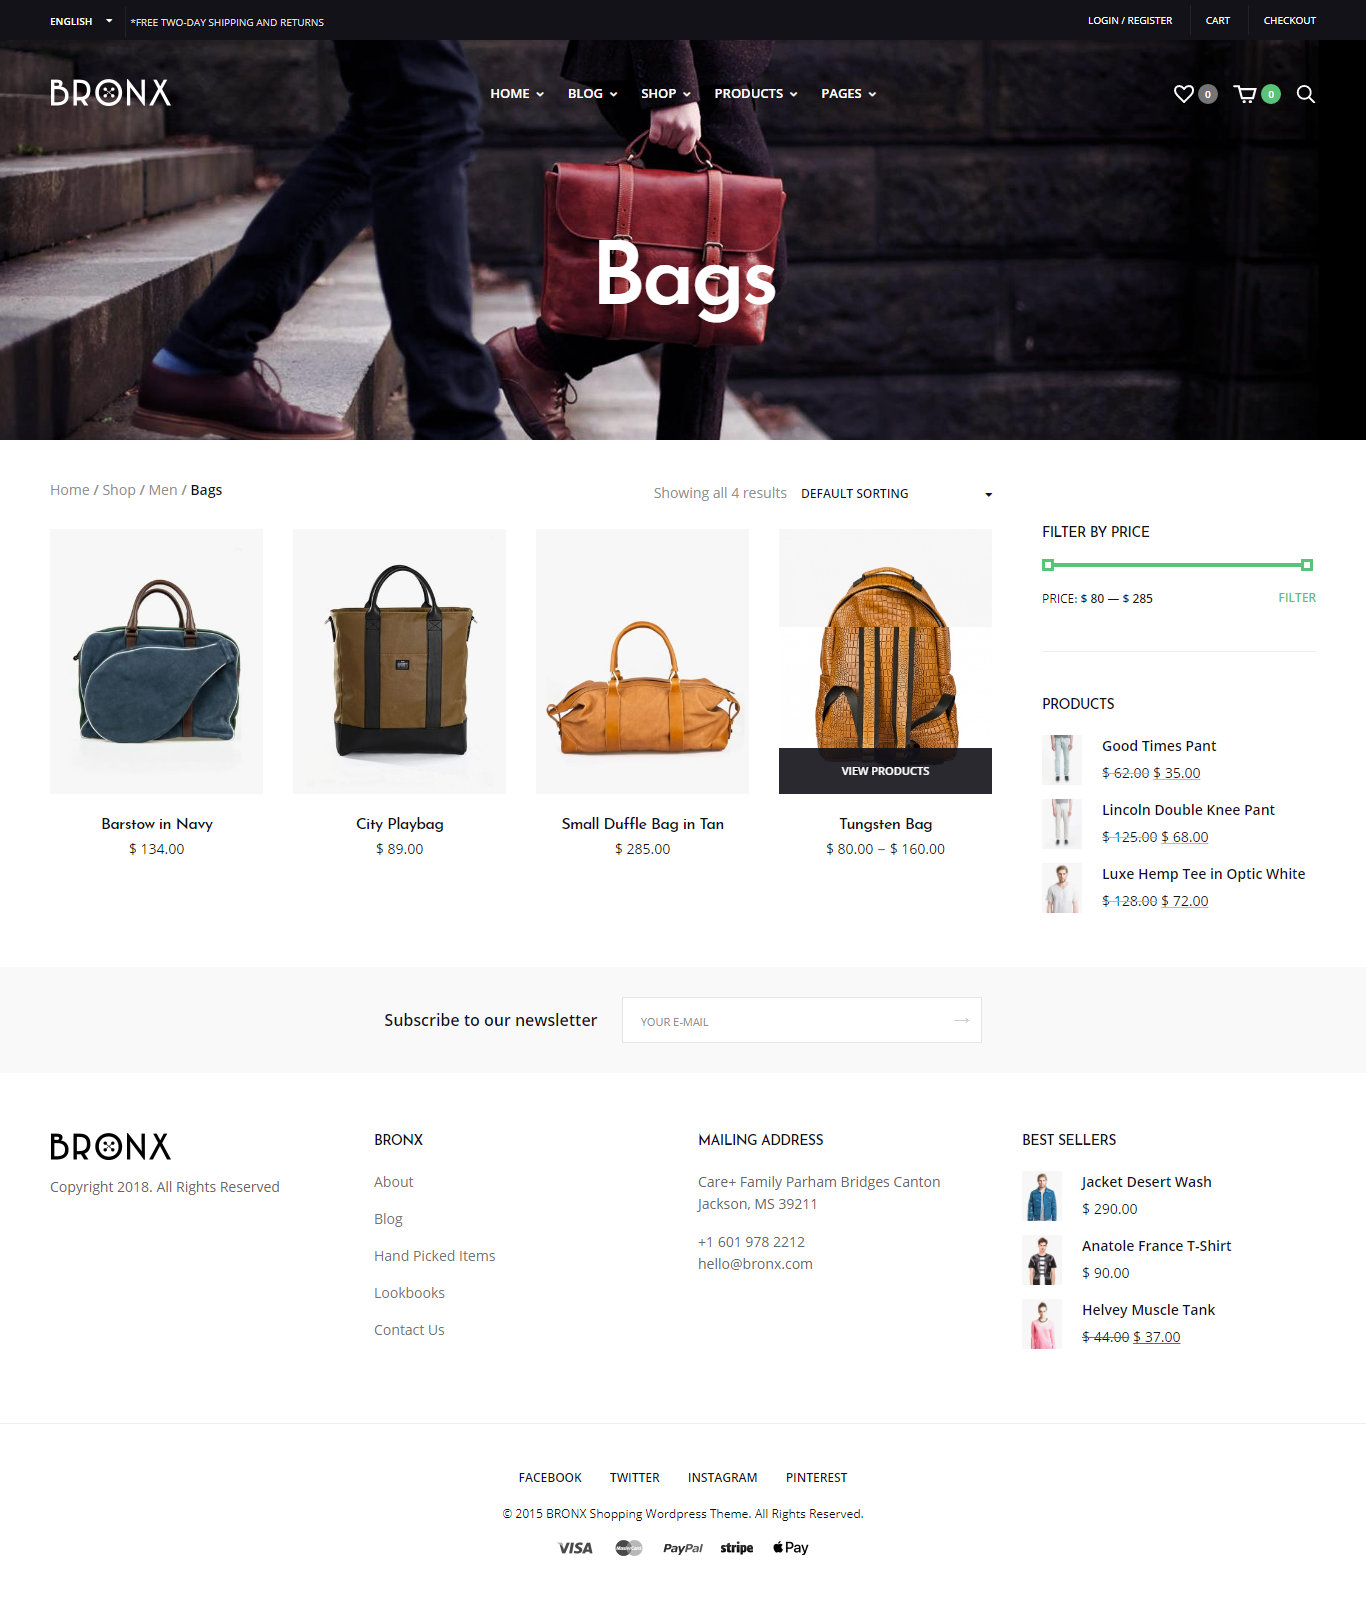 ENGLISH
*FREE TWO-DAY SHIPPING AND RETURNS
LOGIN / REGISTER
CART
CHECKOUT
BRONX
HOME
BLOG
SHOP
PRODUCTS
PAGES
0
0
Bags
Home / Shop / Men / Bags
Showing all 4 results
DEFAULT SORTING
VIEW PRODUCTS
Barstow in Navy
$ 134.00
City Playbag
$ 89.00
Small Duffle Bag in Tan
$ 285.00
Tungsten Bag
$ 80.00 – $ 160.00
FILTER BY PRICE
PRICE: $ 80 — $ 285
FILTER
PRODUCTS
Good Times Pant
$ 62.00 $ 35.00
Lincoln Double Knee Pant
$ 125.00 $ 68.00
Luxe Hemp Tee in Optic White
$ 128.00 $ 72.00
Subscribe to our newsletter
YOUR E-MAIL
BRONX
Copyright 2018. All Rights Reserved
BRONX
About
Blog
Hand Picked Items
Lookbooks
Contact Us
MAILING ADDRESS
Care+ Family Parham Bridges Canton
Jackson, MS 39211
+1 601 978 2212
hello@bronx.com
BEST SELLERS
Jacket Desert Wash
$ 290.00
Anatole France T-Shirt
$ 90.00
Helvey Muscle Tank
$ 44.00 $ 37.00
FACEBOOK
TWITTER
INSTAGRAM
PINTEREST
© 2015 BRONX Shopping Wordpress Theme. All Rights Reserved.
VISA
MasterCard
PayPal
stripe
Pay